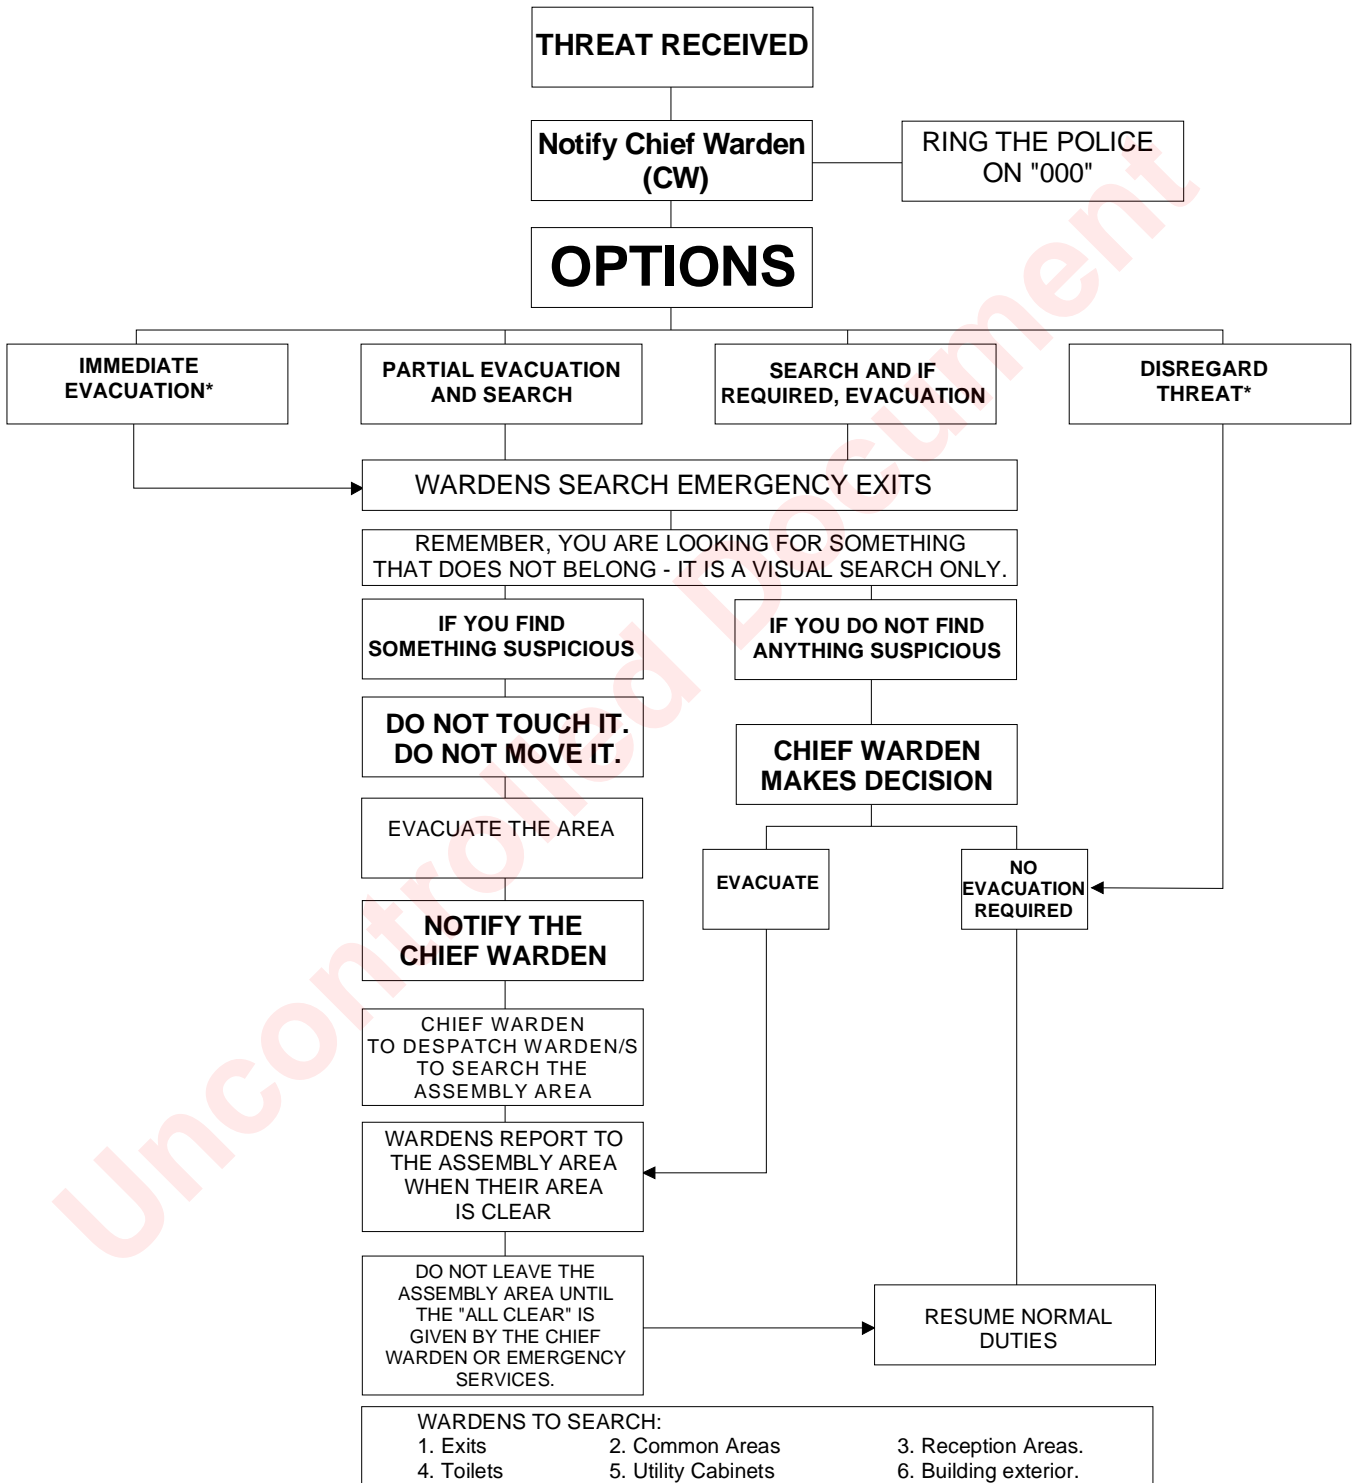 THREAT RECEIVED
Notify Chief Warden
(CW)
RING THE POLICE
ON "000"
OPTIONS
IMMEDIATE
EVACUATION*
PARTIAL EVACUATION
AND SEARCH
SEARCH AND IF
REQUIRED, EVACUATION
DISREGARD
THREAT*
WARDENS SEARCH EMERGENCY EXITS
REMEMBER, YOU ARE LOOKING FOR SOMETHING
THAT DOES NOT BELONG - IT IS A VISUAL SEARCH ONLY.
IF YOU FIND
SOMETHING SUSPICIOUS
IF YOU DO NOT FIND
ANYTHING SUSPICIOUS
DO NOT TOUCH IT.
DO NOT MOVE IT.
CHIEF WARDEN
MAKES DECISION
EVACUATE THE AREA
EVACUATE
NO
EVACUATION
REQUIRED
NOTIFY THE
CHIEF WARDEN
CHIEF WARDEN
TO DESPATCH WARDEN/S
TO SEARCH THE
ASSEMBLY AREA
WARDENS REPORT TO
THE ASSEMBLY AREA
WHEN THEIR AREA
IS CLEAR
DO NOT LEAVE THE
ASSEMBLY AREA UNTIL
THE "ALL CLEAR" IS
GIVEN BY THE CHIEF
WARDEN OR EMERGENCY
SERVICES.
RESUME NORMAL
DUTIES
WARDENS TO SEARCH:
1. Exits 2. Common Areas 3. Reception Areas.
4. Toilets 5. Utility Cabinets 6. Building exterior.
Uncontrolled Document